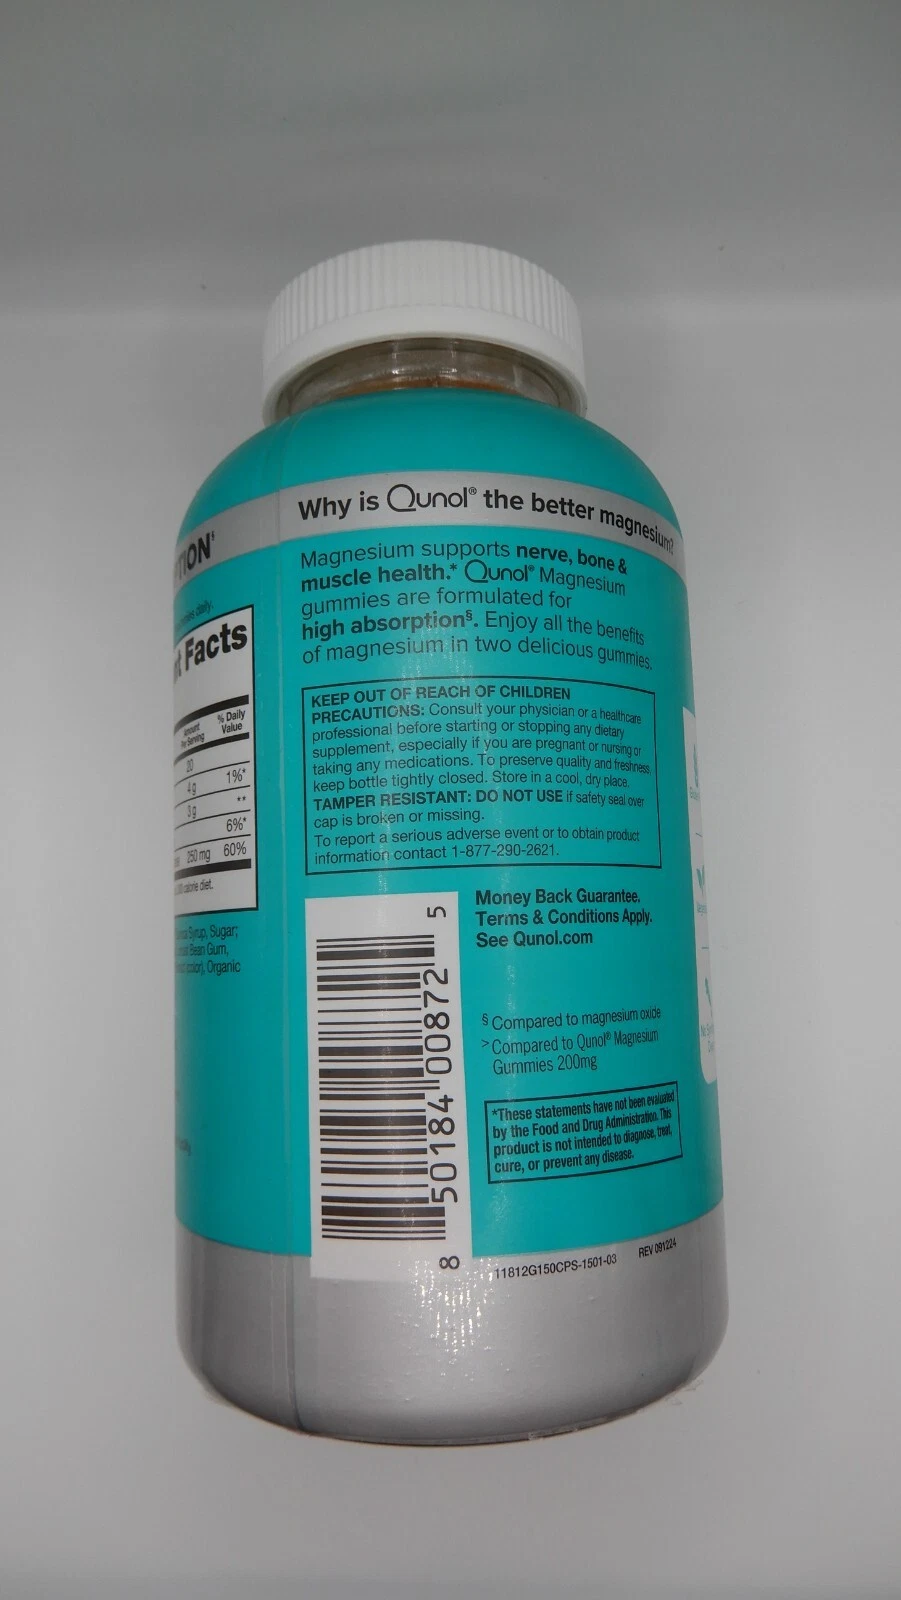 Why is Qunol® the better magnesium?
Magnesium supports nerve, bone &
muscle health.* Qunol® Magnesium
gummies are formulated for
high absorption§. Enjoy all the benefits
of magnesium in two delicious gummies.
KEEP OUT OF REACH OF CHILDREN
PRECAUTIONS: Consult your physician or a healthcare
professional before starting or stopping any dietary
supplement, especially if you are pregnant or nursing or
taking any medications. To preserve quality and freshness,
keep bottle tightly closed. Store in a cool, dry place.
TAMPER RESISTANT: DO NOT USE if safety seal over
cap is broken or missing.
To report a serious adverse event or to obtain product
information contact 1-877-290-2621.
Money Back Guarantee.
Terms & Conditions Apply.
See Qunol.com
§ Compared to magnesium oxide
> Compared to Qunol® Magnesium
Gummies 200mg
*These statements have not been evaluated
by the Food and Drug Administration. This
product is not intended to diagnose, treat,
cure, or prevent any disease.
8 50184 00872 5
11812G150CPS-1501-03 REV 091224
daily.
Facts
Amount
Per Serving
% Daily
Value
20
4g 1%*
3g **
6%*
250 mg 60%
calorie diet.
Syrup, Sugar;
Bean Gum,
Organic